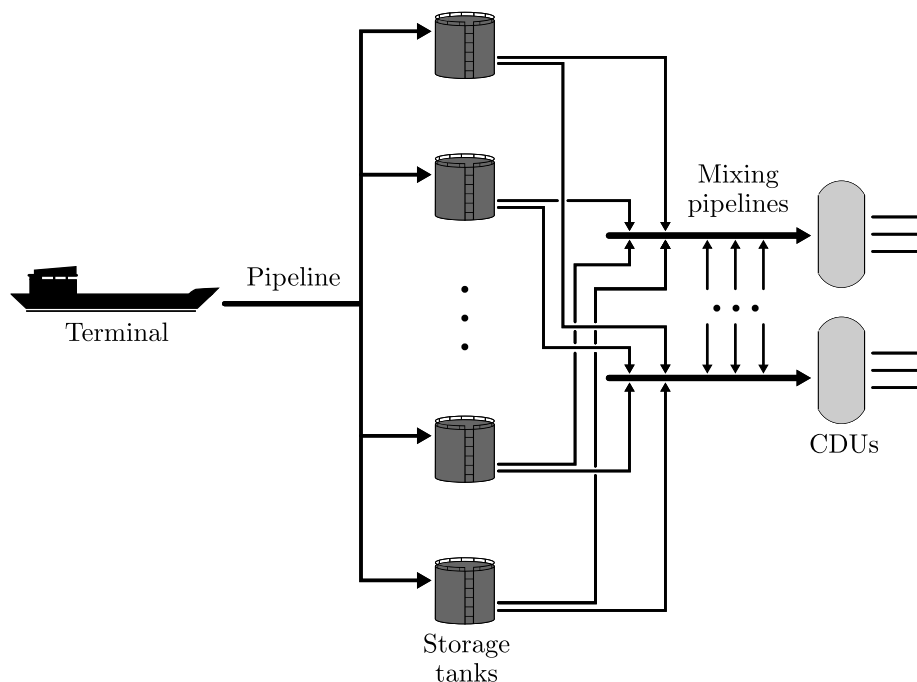 Mixing
pipelines
Pipeline
Terminal
CDUs
Storage
tanks